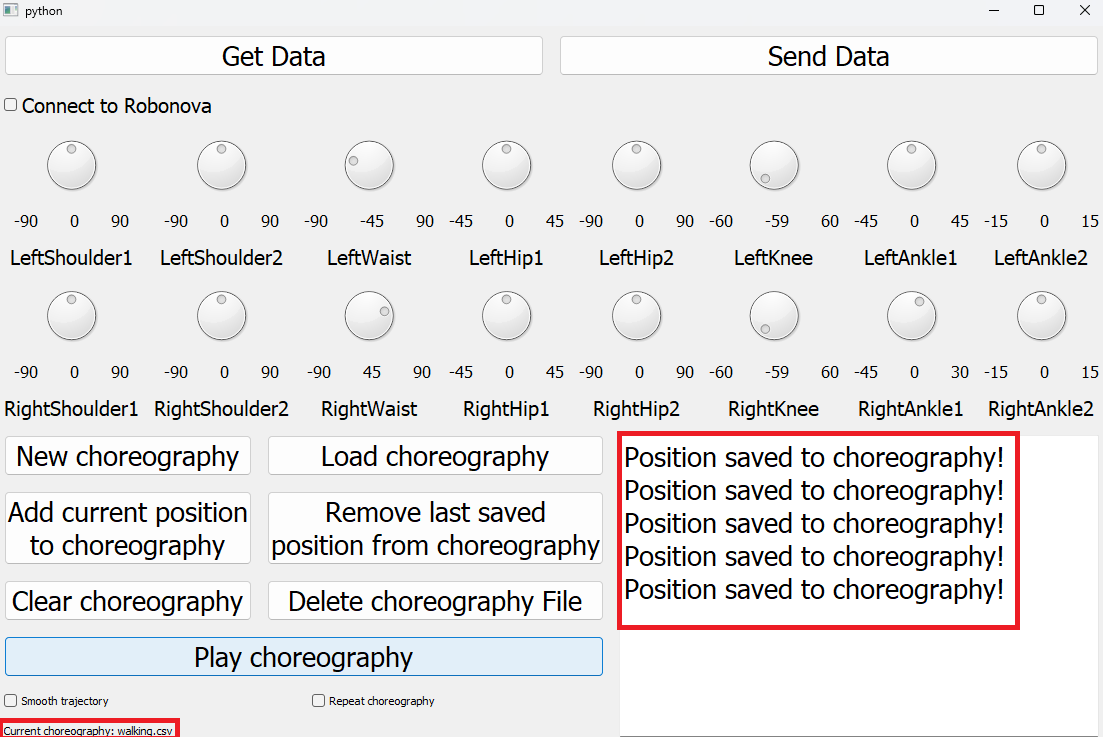 python
Get Data
Send Data
Connect to Robonova
-90 0 90 -90 0 90 -90 -45 90 -45 0 45 -90 0 90 -60 -59 60 -45 0 45 -15 0 15
LeftShoulder1 LeftShoulder2 LeftWaist LeftHip1 LeftHip2 LeftKnee LeftAnkle1 LeftAnkle2
-90 0 90 -90 0 90 -90 45 90 -45 0 45 -90 0 90 -60 -59 60 -45 0 30 -15 0 15
RightShoulder1 RightShoulder2 RightWaist RightHip1 RightHip2 RightKnee RightAnkle1 RightAnkle2
New choreography
Load choreography
Add current position
to choreography
Remove last saved
position from choreography
Clear choreography
Delete choreography File
Play choreography
Smooth trajectory
Repeat choreography
Current choreography: walking.csv
Position saved to choreography!
Position saved to choreography!
Position saved to choreography!
Position saved to choreography!
Position saved to choreography!